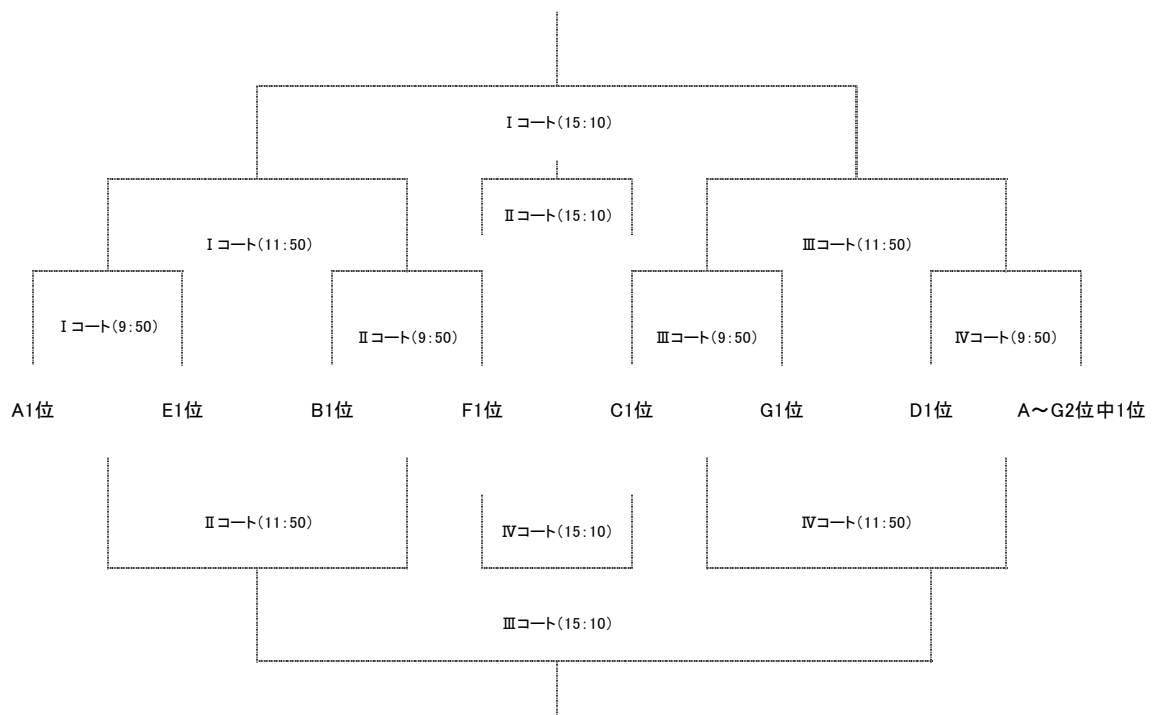 Ⅰコート(15:10)
Ⅱコート(15:10)
Ⅰコート(11:50)
Ⅲコート(11:50)
Ⅰコート(9:50)
Ⅱコート(9:50)
Ⅲコート(9:50)
Ⅳコート(9:50)
A1位
E1位
B1位
F1位
C1位
G1位
D1位
A～G2位中1位
Ⅱコート(11:50)
Ⅳコート(15:10)
Ⅳコート(11:50)
Ⅲコート(15:10)